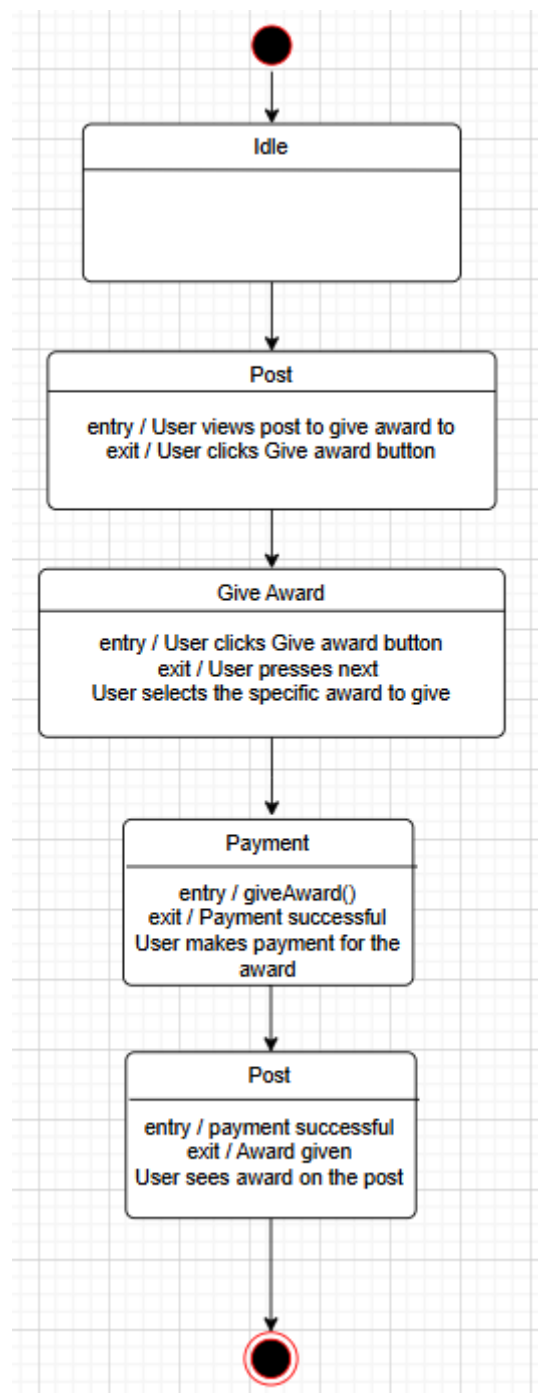 Idle
Post
entry / User views post to give award to
exit / User clicks Give award button
Give Award
entry / User clicks Give award button
exit / User presses next
User selects the specific award to give
Payment
entry / giveAward()
exit / Payment successful
User makes payment for the
award
Post
entry / payment successful
exit / Award given
User sees award on the post